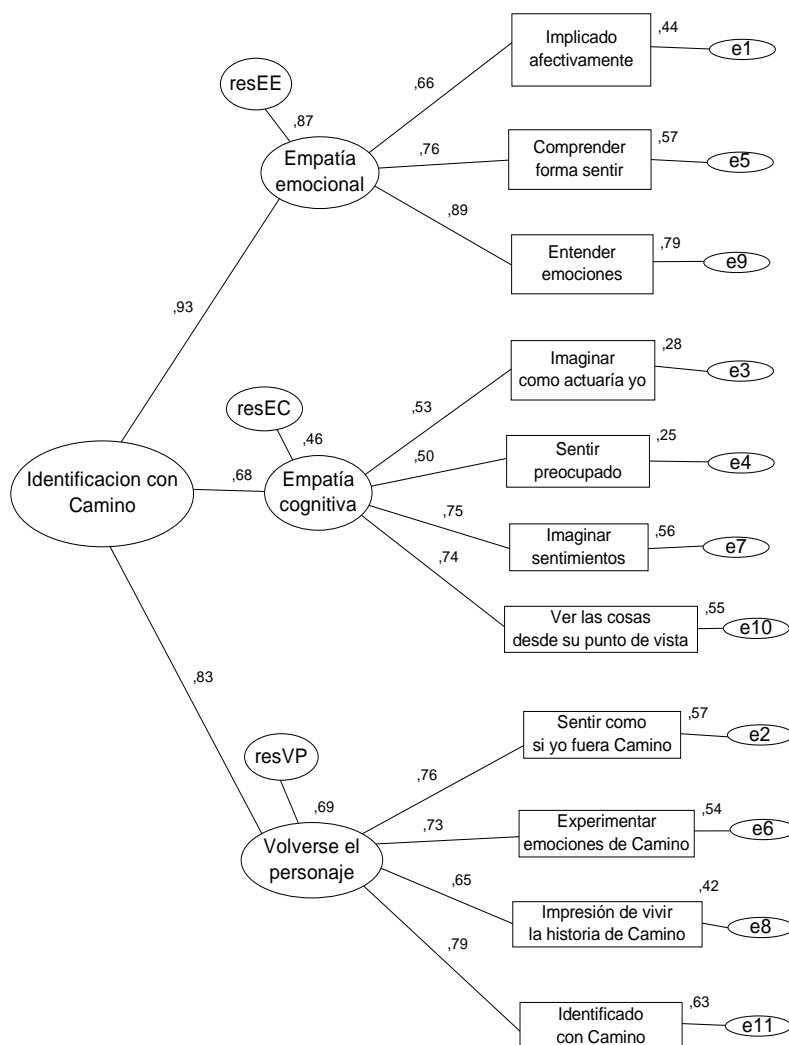 Implicado
afectivamente
,44
e1
resEE
,66
,87
Empatía
emocional
,76
Comprender
forma sentir
,57
e5
,89
Entender
emociones
,79
e9
,93
Imaginar
como actuaría yo
,28
e3
resEC
,53
,46
Empatía
cognitiva
,50
Sentir
preocupado
,25
e4
Identificacion con
Camino
,68
,75
Imaginar
sentimientos
,56
e7
,74
Ver las cosas
desde su punto de vista
,55
e10
,83
Sentir como
si yo fuera Camino
,57
e2
resVP
,76
,69
Volverse el
personaje
,73
Experimentar
emociones de Camino
,54
e6
,65
Impresión de vivir
la historia de Camino
,42
e8
,79
Identificado
con Camino
,63
e11